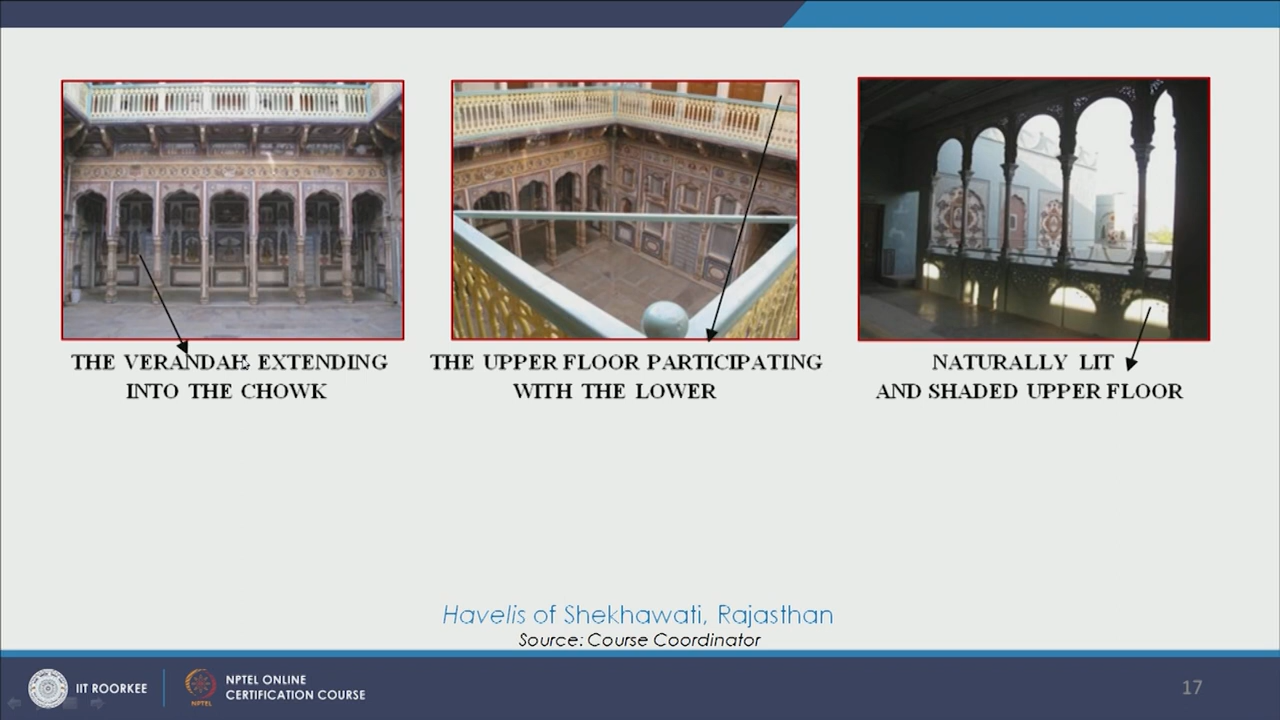 THE VERANDAH EXTENDING
INTO THE CHOWK
THE UPPER FLOOR PARTICIPATING
WITH THE LOWER
NATURALLY LIT
AND SHADED UPPER FLOOR
Havelis of Shekhawati, Rajasthan
Source: Course Coordinator
IIT ROORKEE
NPTEL
NPTEL ONLINE
CERTIFICATION COURSE
17